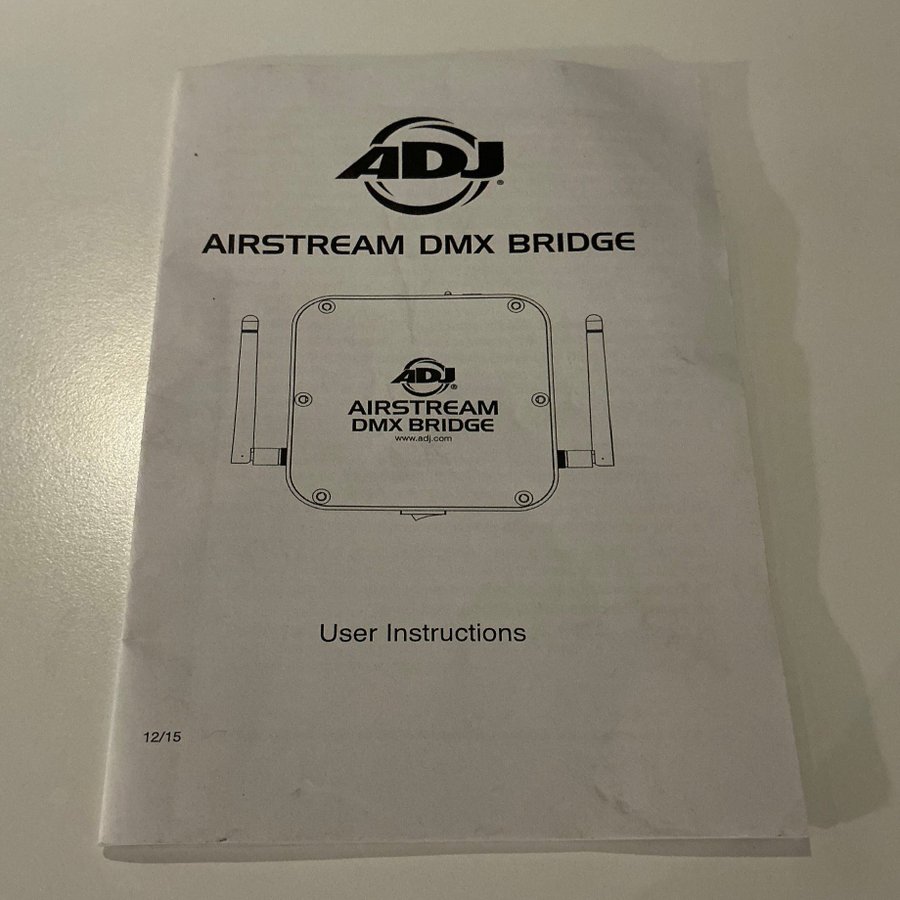 ADJ®
AIRSTREAM DMX BRIDGE
ADJ®
AIRSTREAM
DMX BRIDGE
www.adj.com
User Instructions
12/15